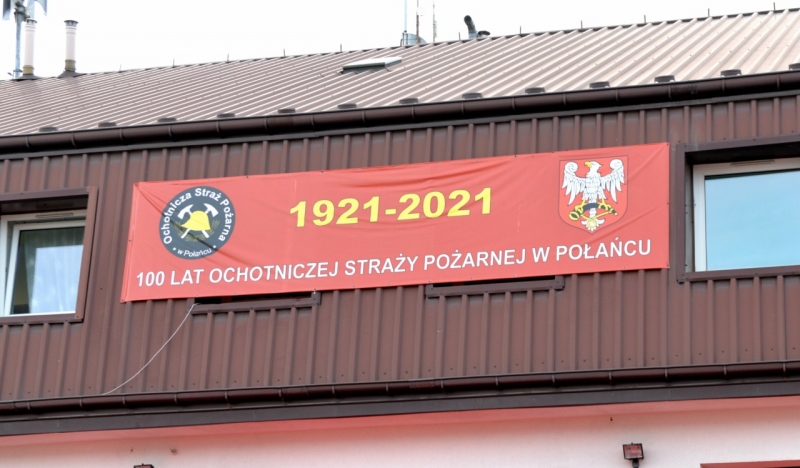 Ochotnicza Straż Pożarna
w Połańcu
1921-2021
100 LAT OCHOTNICZEJ STRAŻY POŻARNEJ W POŁAŃCU